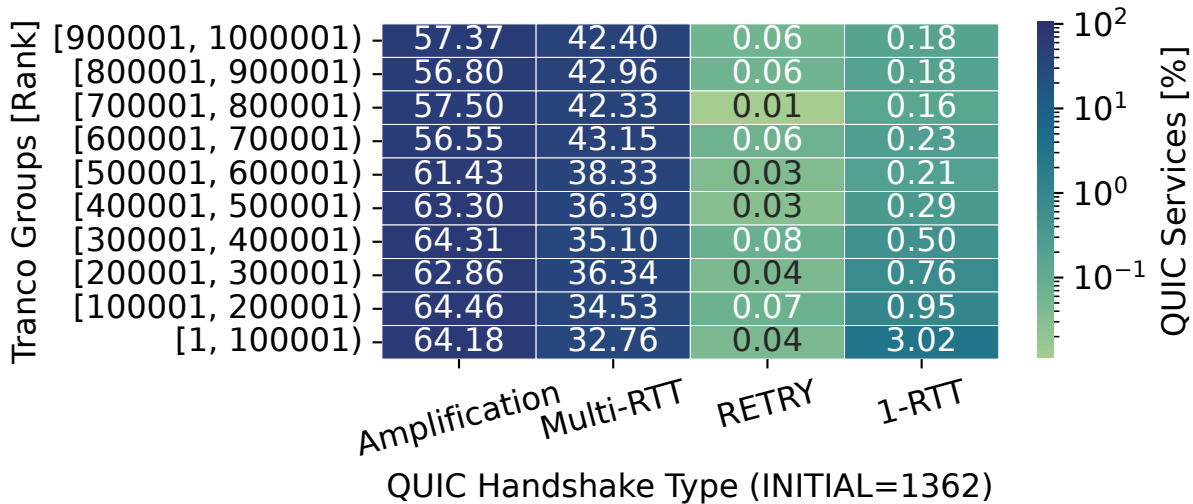 Tranco Groups [Rank]
[900001, 1000001) 57.37 42.40 0.06 0.18
[800001, 900001) 56.80 42.96 0.06 0.18
[700001, 800001) 57.50 42.33 0.01 0.16
[600001, 700001) 56.55 43.15 0.06 0.23
[500001, 600001) 61.43 38.33 0.03 0.21
[400001, 500001) 63.30 36.39 0.03 0.29
[300001, 400001) 64.31 35.10 0.08 0.50
[200001, 300001) 62.86 36.34 0.04 0.76
[100001, 200001) 64.46 34.53 0.07 0.95
[1, 100001) 64.18 32.76 0.04 3.02
Amplification Multi-RTT RETRY 1-RTT
QUIC Handshake Type (INITIAL=1362)
10²
10¹
10⁰
10⁻¹
QUIC Services [%]